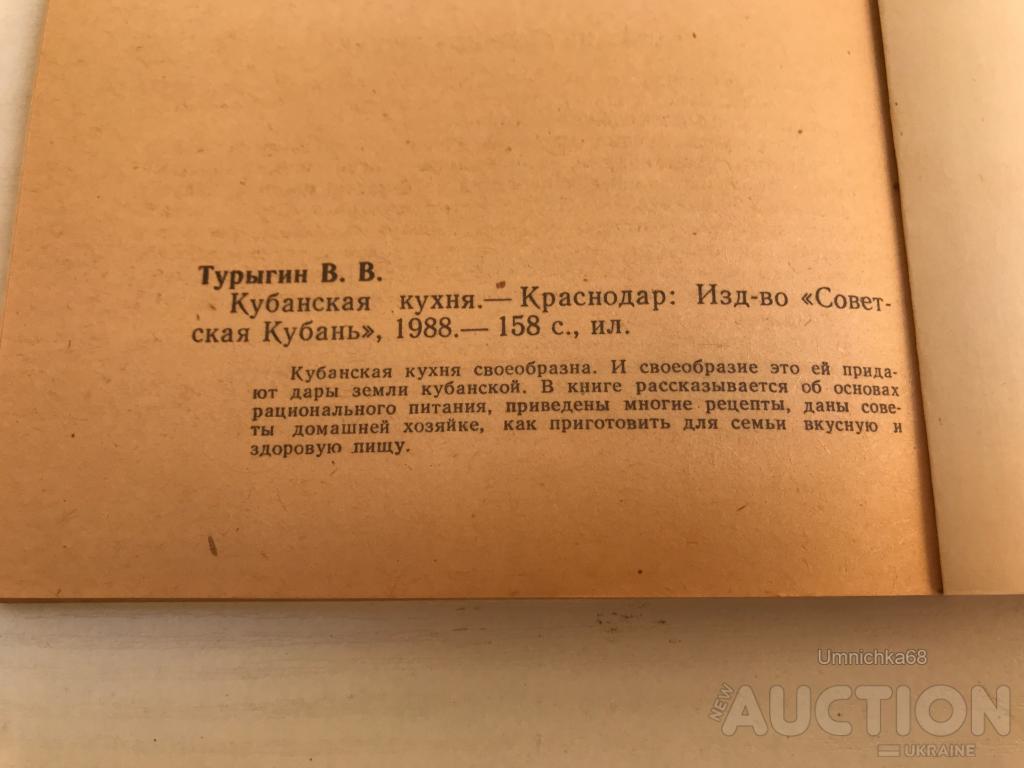 Турыгин В. В.
Кубанская кухня.— Краснодар: Изд-во «Совет-
ская Кубань», 1988.— 158 с., ил.
Кубанская кухня своеобразна. И своеобразие это ей прида-
ют дары земли кубанской. В книге рассказывается об основах
рационального питания, приведены многие рецепты, даны сове-
ты домашней хозяйке, как приготовить для семьи вкусную и
здоровую пищу.
Umnichka68
NEW AUCTION
UKRAINE